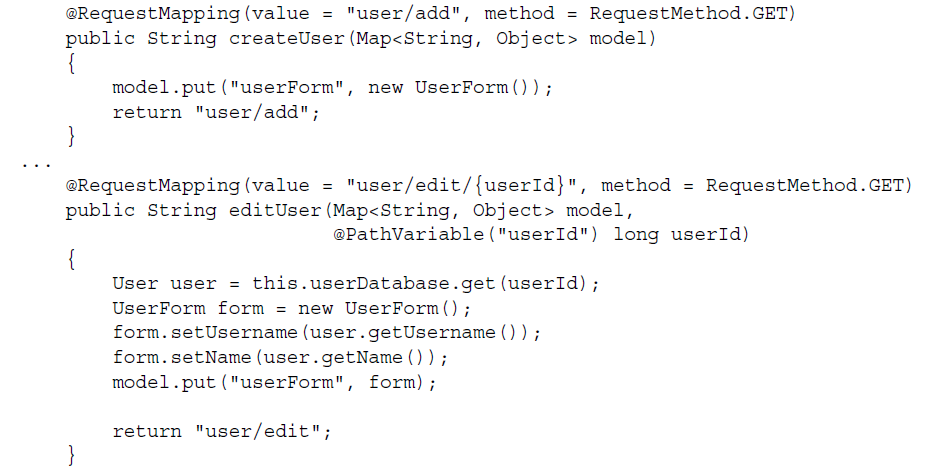 @RequestMapping(value = "user/add", method = RequestMethod.GET)
public String createUser(Map<String, Object> model)
{
model.put("userForm", new UserForm());
return "user/add";
}
...
@RequestMapping(value = "user/edit/{userId}", method = RequestMethod.GET)
public String editUser(Map<String, Object> model,
@PathVariable("userId") long userId)
{
User user = this.userDatabase.get(userId);
UserForm form = new UserForm();
form.setUsername(user.getUsername());
form.setName(user.getName());
model.put("userForm", form);
return "user/edit";
}